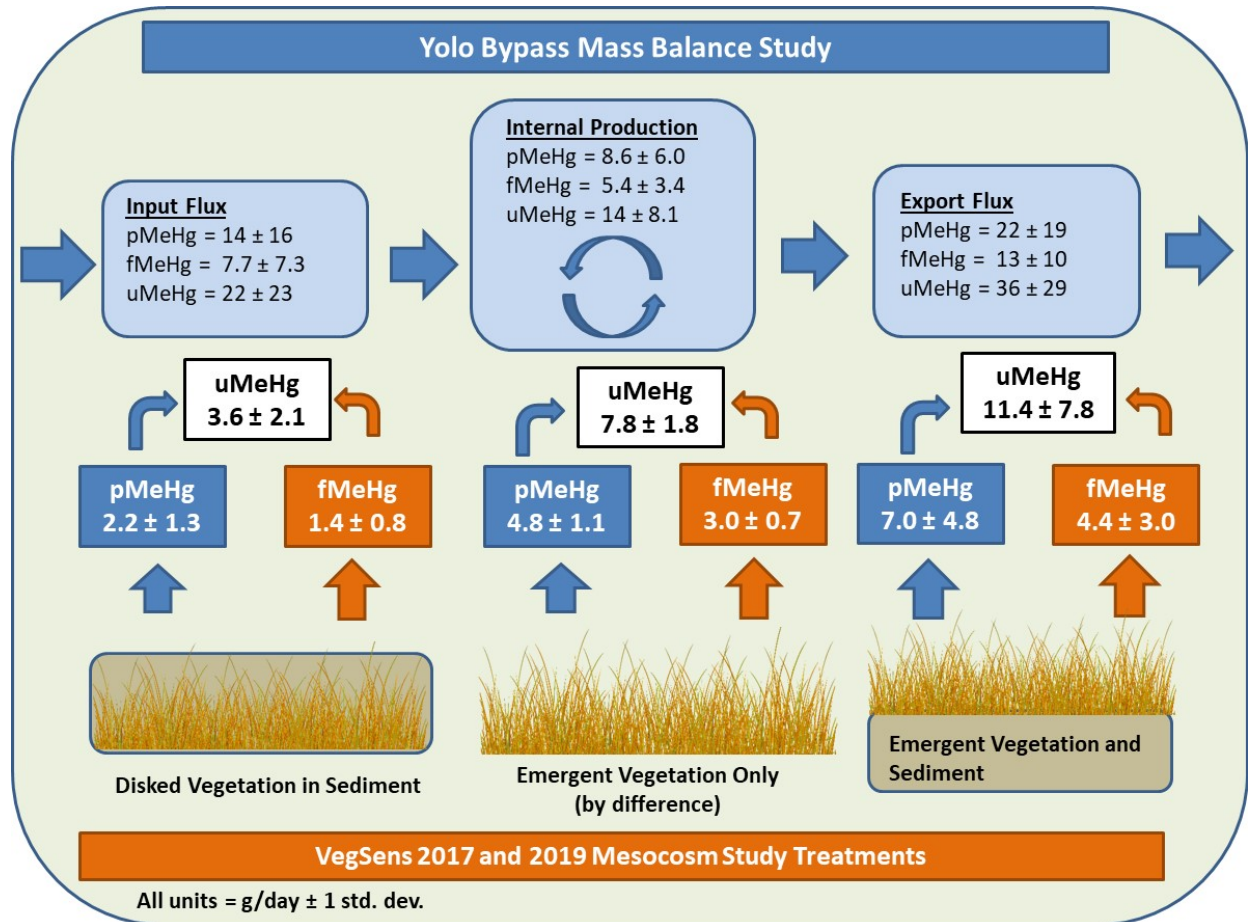 Yolo Bypass Mass Balance Study
Input Flux
pMeHg = 14 ± 16
fMeHg = 7.7 ± 7.3
uMeHg = 22 ± 23
Internal Production
pMeHg = 8.6 ± 6.0
fMeHg = 5.4 ± 3.4
uMeHg = 14 ± 8.1
Export Flux
pMeHg = 22 ± 19
fMeHg = 13 ± 10
uMeHg = 36 ± 29
uMeHg
3.6 ± 2.1
pMeHg
2.2 ± 1.3
fMeHg
1.4 ± 0.8
uMeHg
7.8 ± 1.8
pMeHg
4.8 ± 1.1
fMeHg
3.0 ± 0.7
uMeHg
11.4 ± 7.8
pMeHg
7.0 ± 4.8
fMeHg
4.4 ± 3.0
Disked Vegetation in Sediment
Emergent Vegetation Only
(by difference)
Emergent Vegetation and
Sediment
VegSens 2017 and 2019 Mesocosm Study Treatments
All units = g/day ± 1 std. dev.